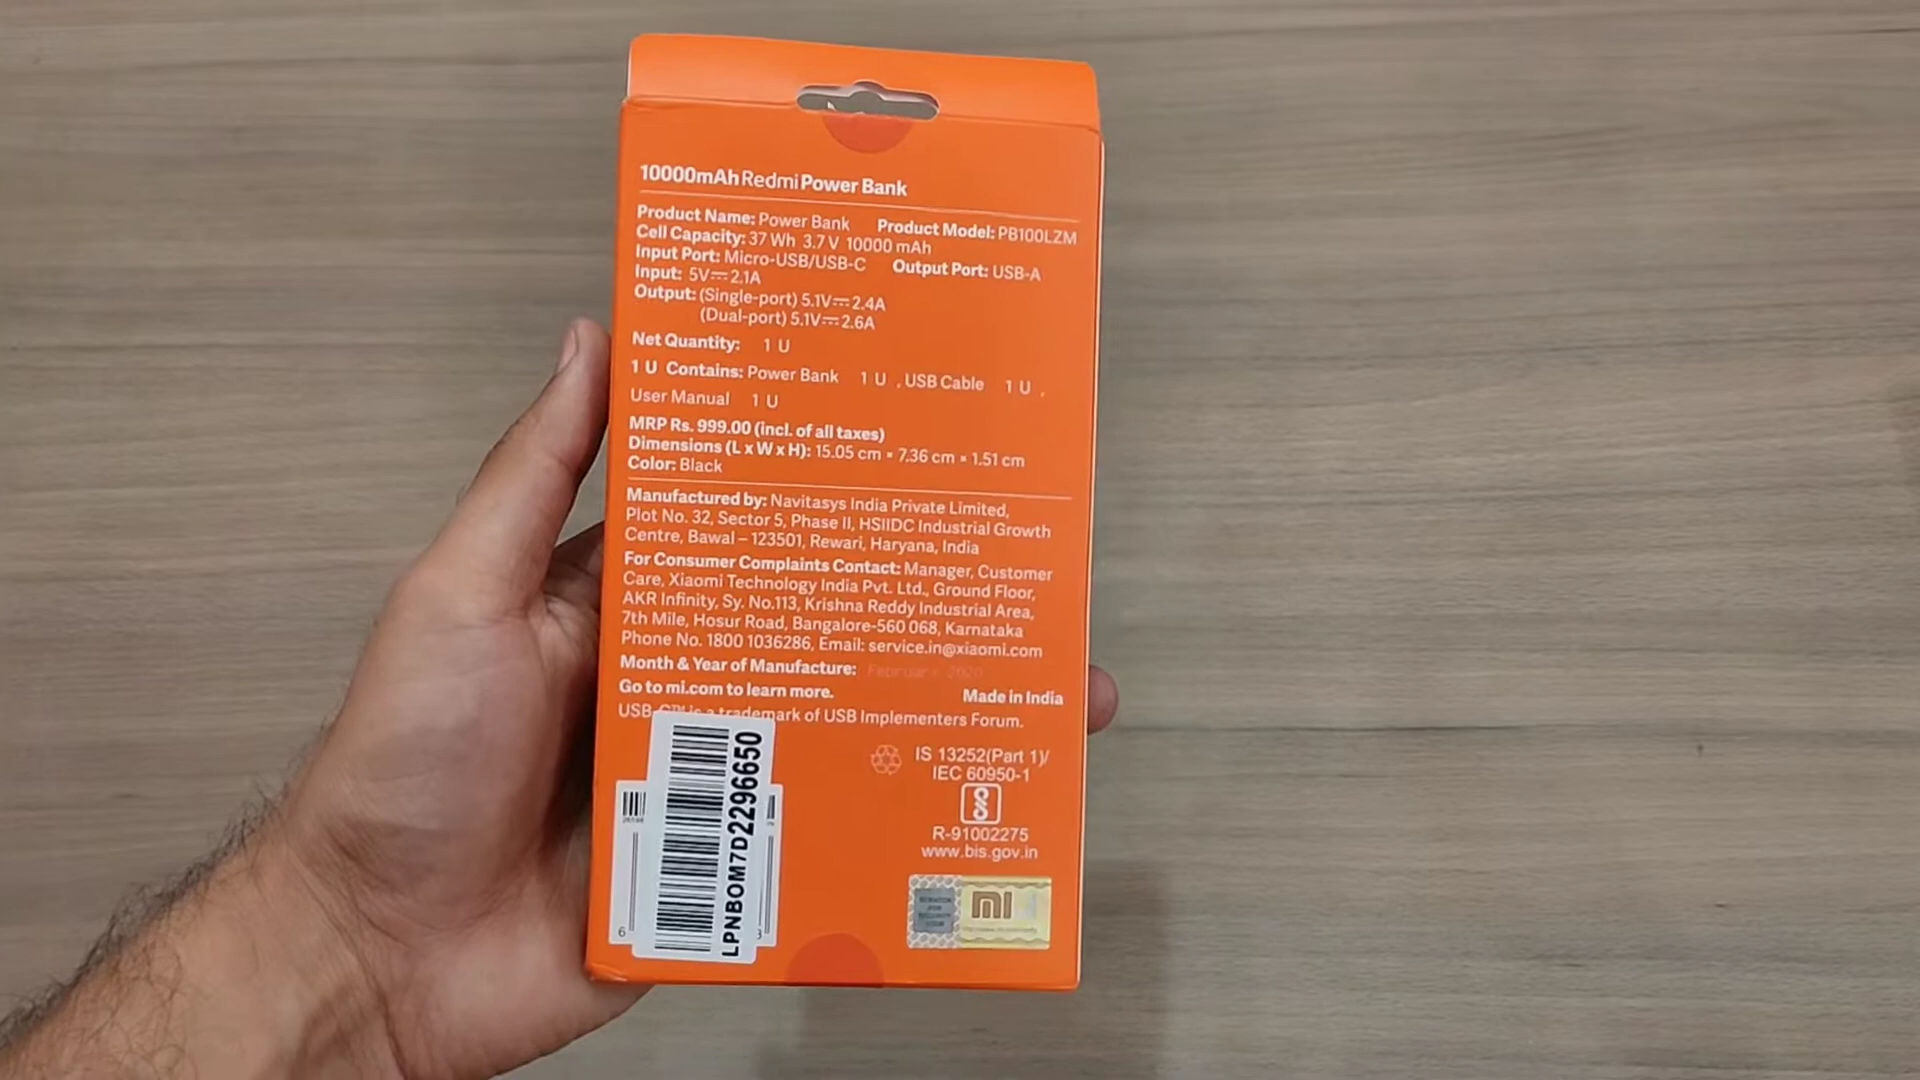 10000mAh Redmi Power Bank
Product Name: Power Bank Product Model: PB100LZM
Cell Capacity: 37 Wh 3.7 V 10000 mAh
Input Port: Micro-USB/USB-C Output Port: USB-A
Input: 5V⎓2.1A
Output: (Single-port) 5.1V⎓2.4A
(Dual-port) 5.1V⎓2.6A
Net Quantity: 1 U
1 U Contains: Power Bank 1 U , USB Cable 1 U ,
User Manual 1 U
MRP Rs. 999.00 (incl. of all taxes)
Dimensions (L x W x H): 15.05 cm × 7.36 cm × 1.51 cm
Color: Black
Manufactured by: Navitasys India Private Limited,
Plot No. 32, Sector 5, Phase II, HSIIDC Industrial Growth
Centre, Bawal – 123501, Rewari, Haryana, India
For Consumer Complaints Contact: Manager, Customer
Care, Xiaomi Technology India Pvt. Ltd., Ground Floor,
AKR Infinity, Sy. No.113, Krishna Reddy Industrial Area,
7th Mile, Hosur Road, Bangalore-560 068, Karnataka
Phone No. 1800 1036286, Email: service.in@xiaomi.com
Month & Year of Manufacture: February 2020
Go to mi.com to learn more. Made in India
USB-C™ is a trademark of USB Implementers Forum.
IS 13252(Part 1)/
IEC 60950-1
R-91002275
www.bis.gov.in
LPNBOM7D2296650
6
3
MI